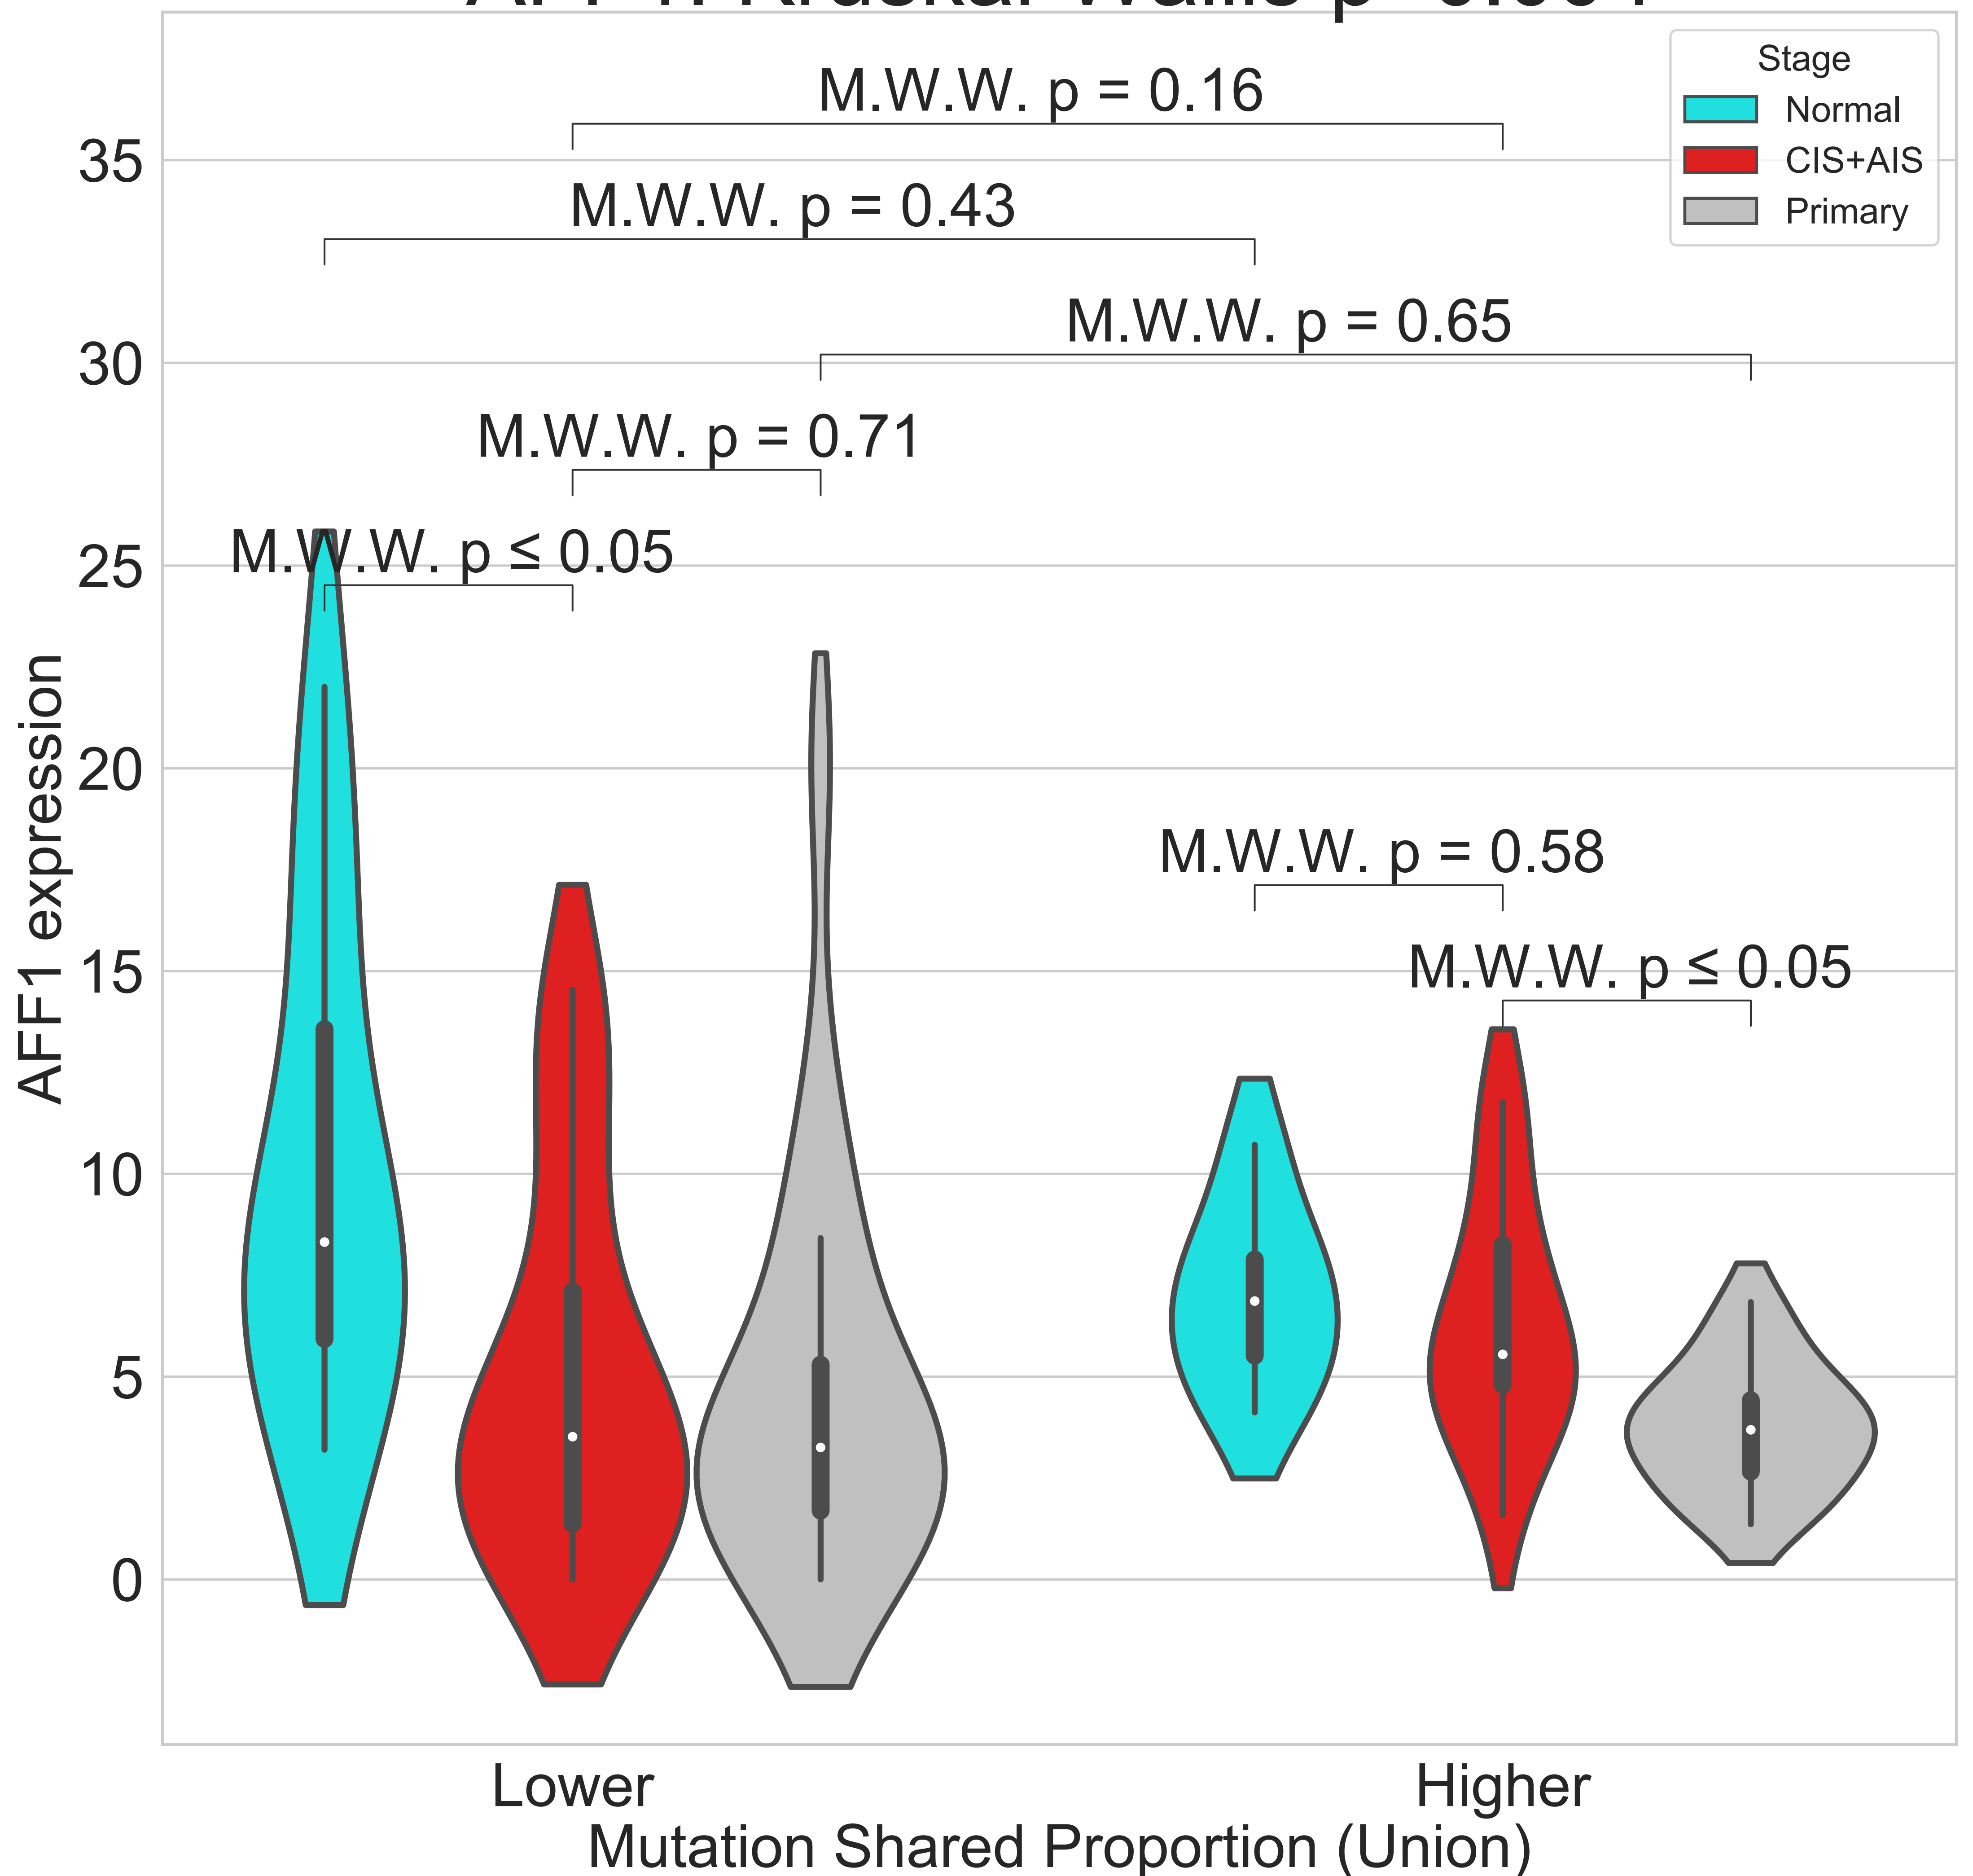 Stage
Normal
CIS+AIS
Primary
M.W.W. p = 0.16
M.W.W. p = 0.43
M.W.W. p = 0.65
M.W.W. p = 0.71
M.W.W. p ≤ 0.05
M.W.W. p = 0.58
M.W.W. p ≤ 0.05
AFF1 expression
35
30
25
20
15
10
5
0
Lower
Higher
Mutation Shared Proportion (Union)